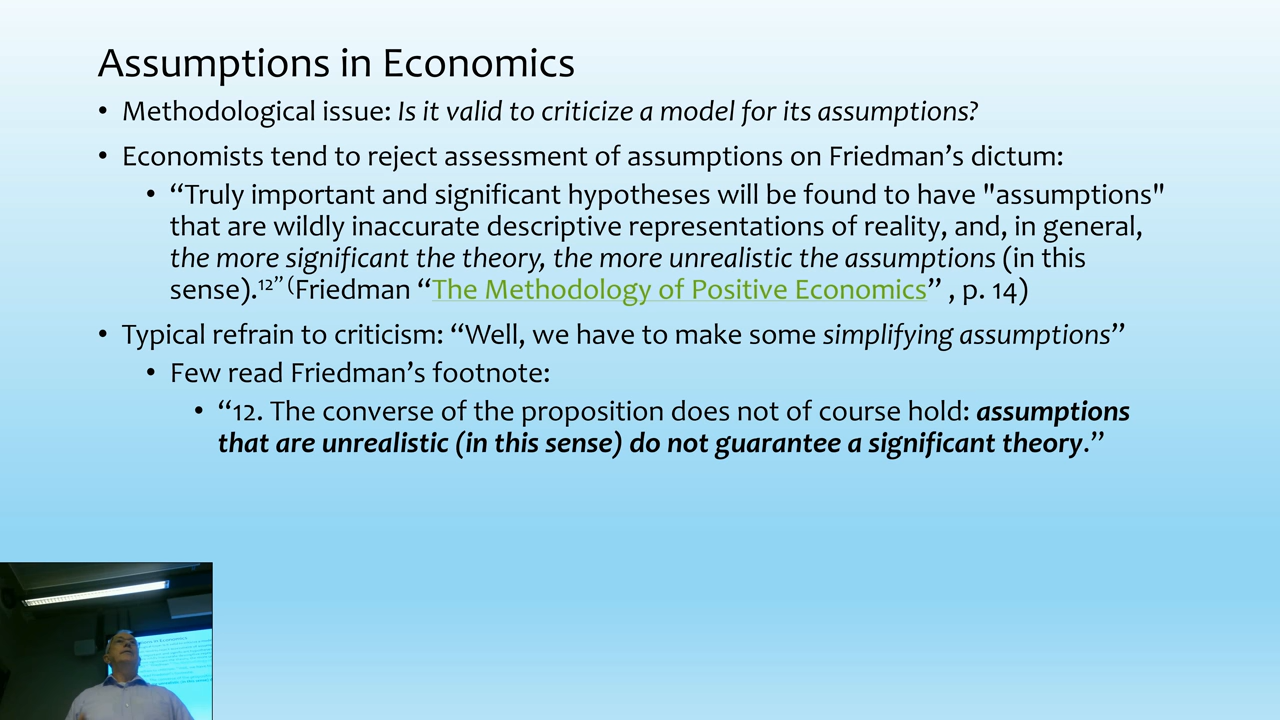 Assumptions in Economics
• Methodological issue: Is it valid to criticize a model for its assumptions?
• Economists tend to reject assessment of assumptions on Friedman’s dictum:
• “Truly important and significant hypotheses will be found to have "assumptions"
that are wildly inaccurate descriptive representations of reality, and, in general,
the more significant the theory, the more unrealistic the assumptions (in this
sense).12” (Friedman “The Methodology of Positive Economics” , p. 14)
• Typical refrain to criticism: “Well, we have to make some simplifying assumptions”
• Few read Friedman’s footnote:
• “12. The converse of the proposition does not of course hold: assumptions
that are unrealistic (in this sense) do not guarantee a significant theory.”